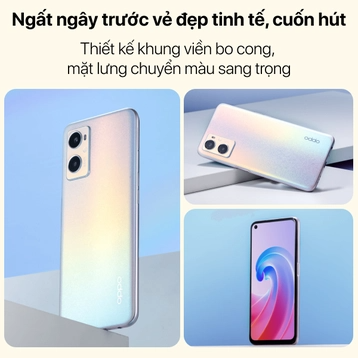 Ngất ngây trước vẻ đẹp tinh tế, cuốn hút
Thiết kế khung viền bo cong,
mặt lưng chuyển màu sang trọng
oppo
oppo